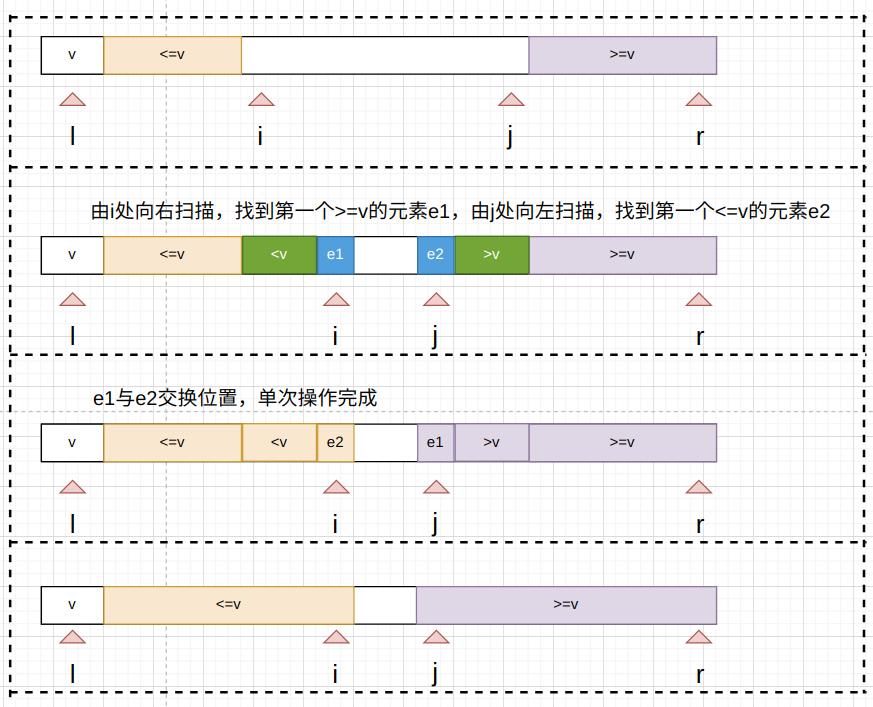 v <=v >=v
l i j r
由i处向右扫描，找到第一个>=v的元素e1，由j处向左扫描，找到第一个<=v的元素e2
v <=v <v e1 e2 >v >=v
l i j r
e1与e2交换位置，单次操作完成
v <=v <v e2 e1 >v >=v
l i j r
v <=v >=v
l i j r